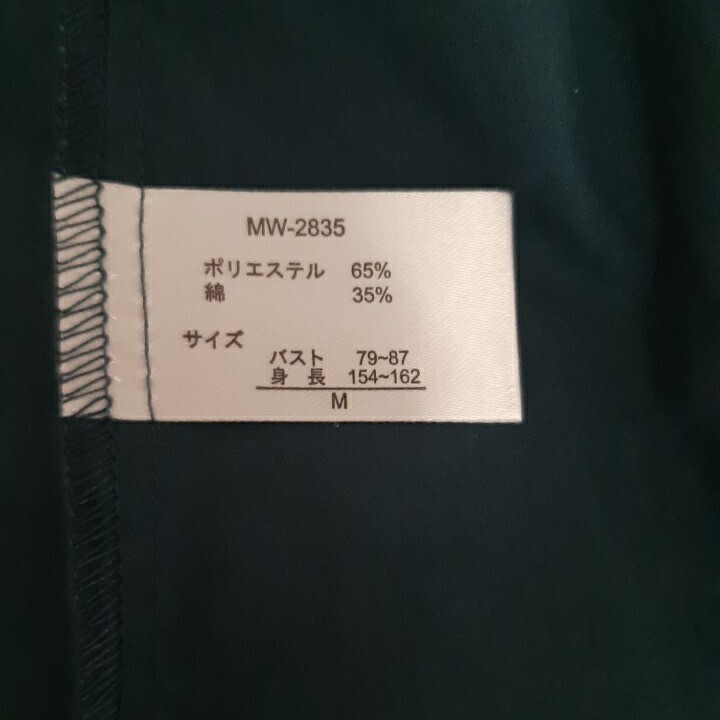 MW-2835
ポリエステル 65%
綿 35%
サイズ
バスト 79~87
身長 154~162
M